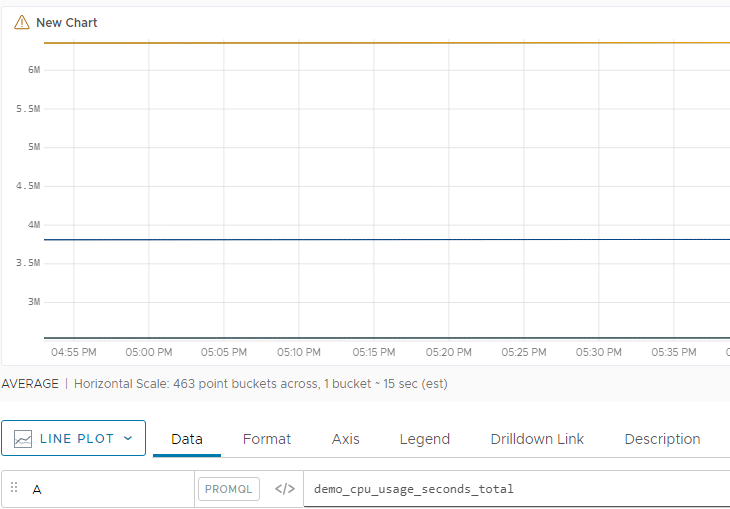 New Chart
6M
5.5M
5M
4.5M
4M
3.5M
3M
04:55 PM 05:00 PM 05:05 PM 05:10 PM 05:15 PM 05:20 PM 05:25 PM 05:30 PM 05:35 PM
AVERAGE | Horizontal Scale: 463 point buckets across, 1 bucket ~ 15 sec (est)
LINE PLOT Data Format Axis Legend Drilldown Link Description
A PROMQL </> demo_cpu_usage_seconds_total